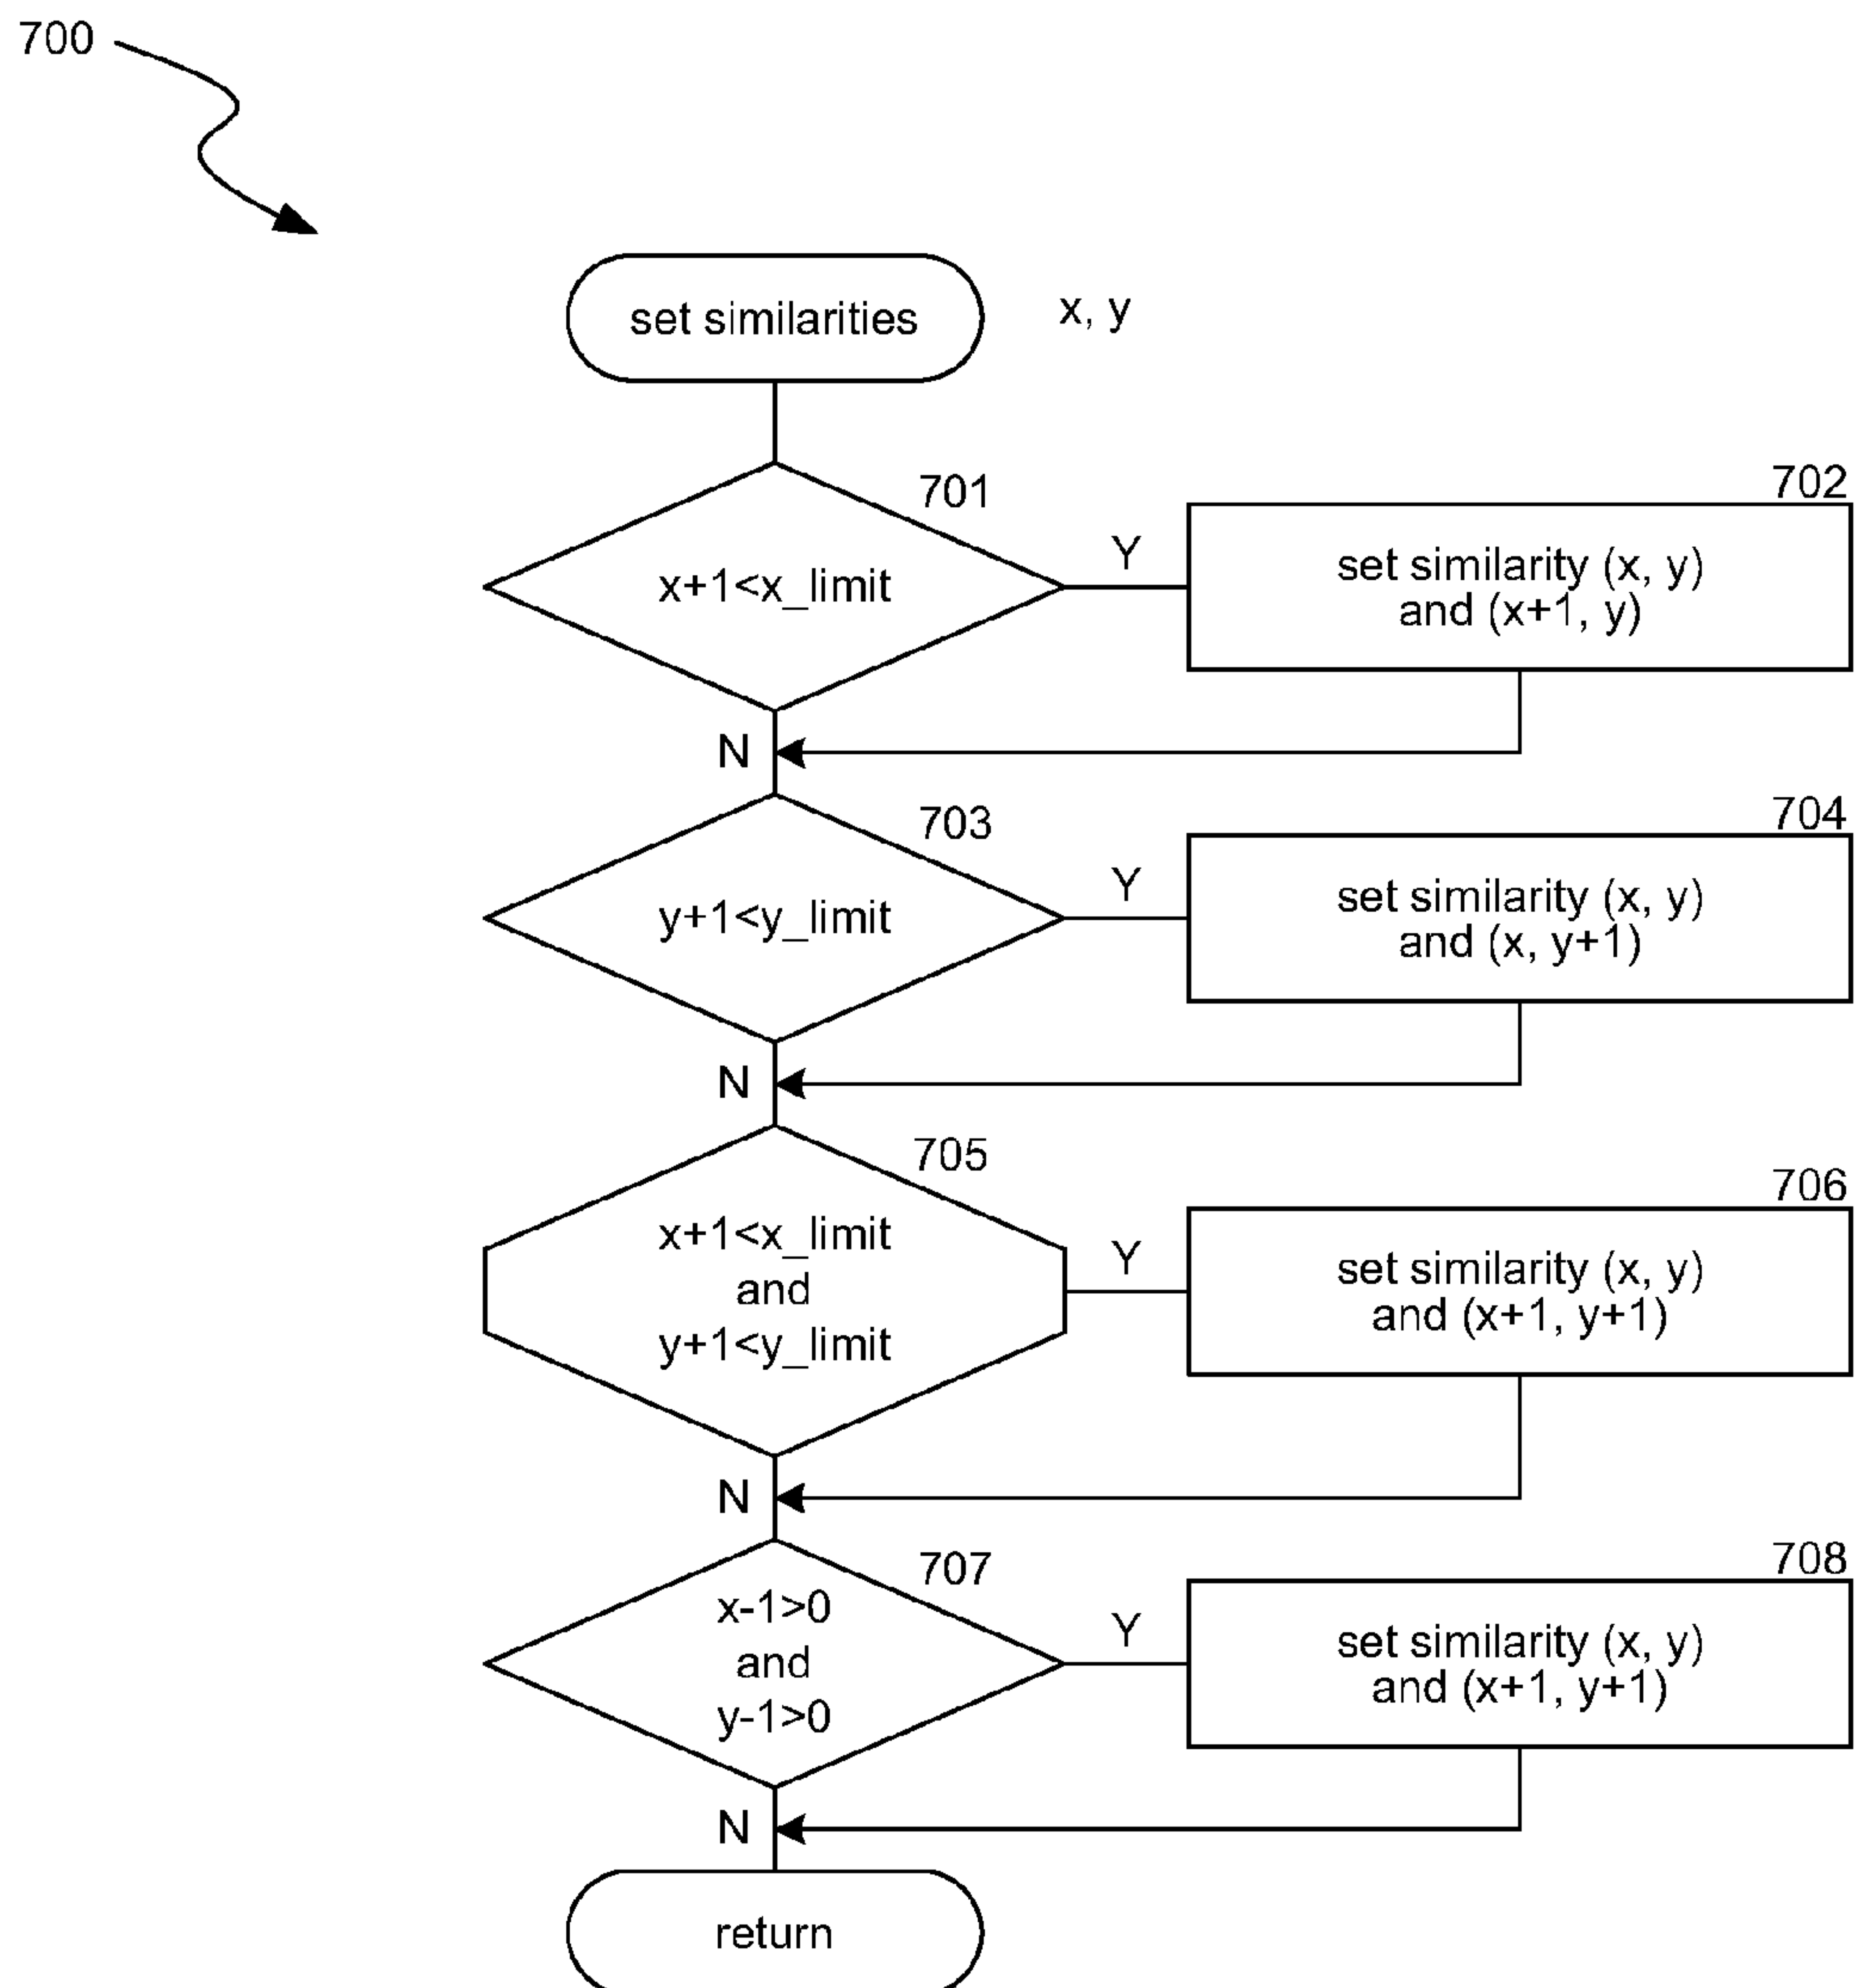 700
set similarities
x, y
701
x+1<x_limit
Y
702
set similarity (x, y)
and (x+1, y)
N
703
y+1<y_limit
Y
704
set similarity (x, y)
and (x, y+1)
N
705
x+1<x_limit
and
y+1<y_limit
Y
706
set similarity (x, y)
and (x+1, y+1)
N
707
x-1>0
and
y-1>0
Y
708
set similarity (x, y)
and (x+1, y+1)
N
return